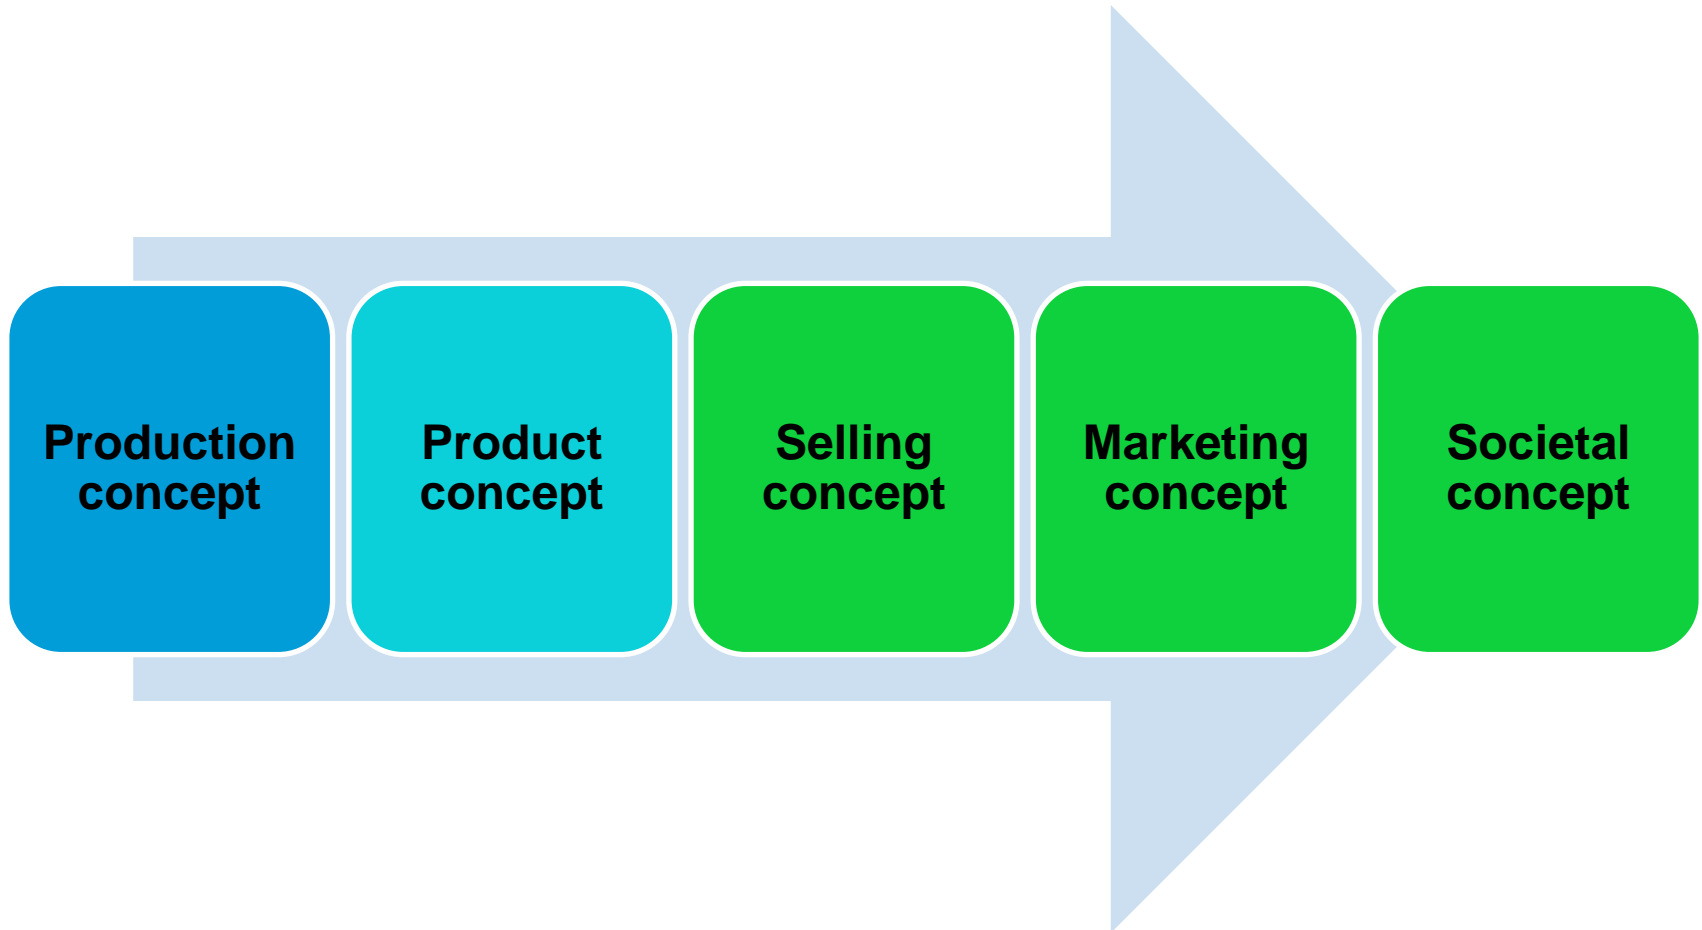 Production
concept
Product
concept
Selling
concept
Marketing
concept
Societal
concept